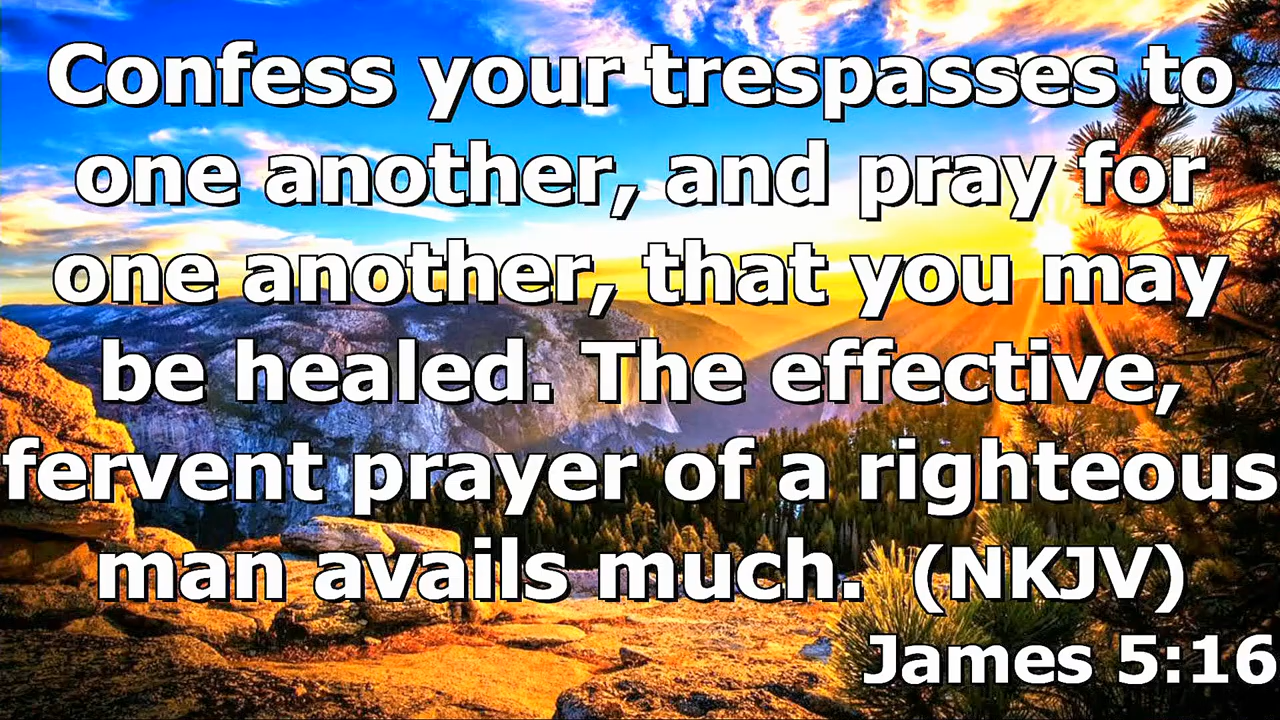 Confess your trespasses to
one another, and pray for
one another, that you may
be healed. The effective,
fervent prayer of a righteous
man avails much.  (NKJV)
James 5:16